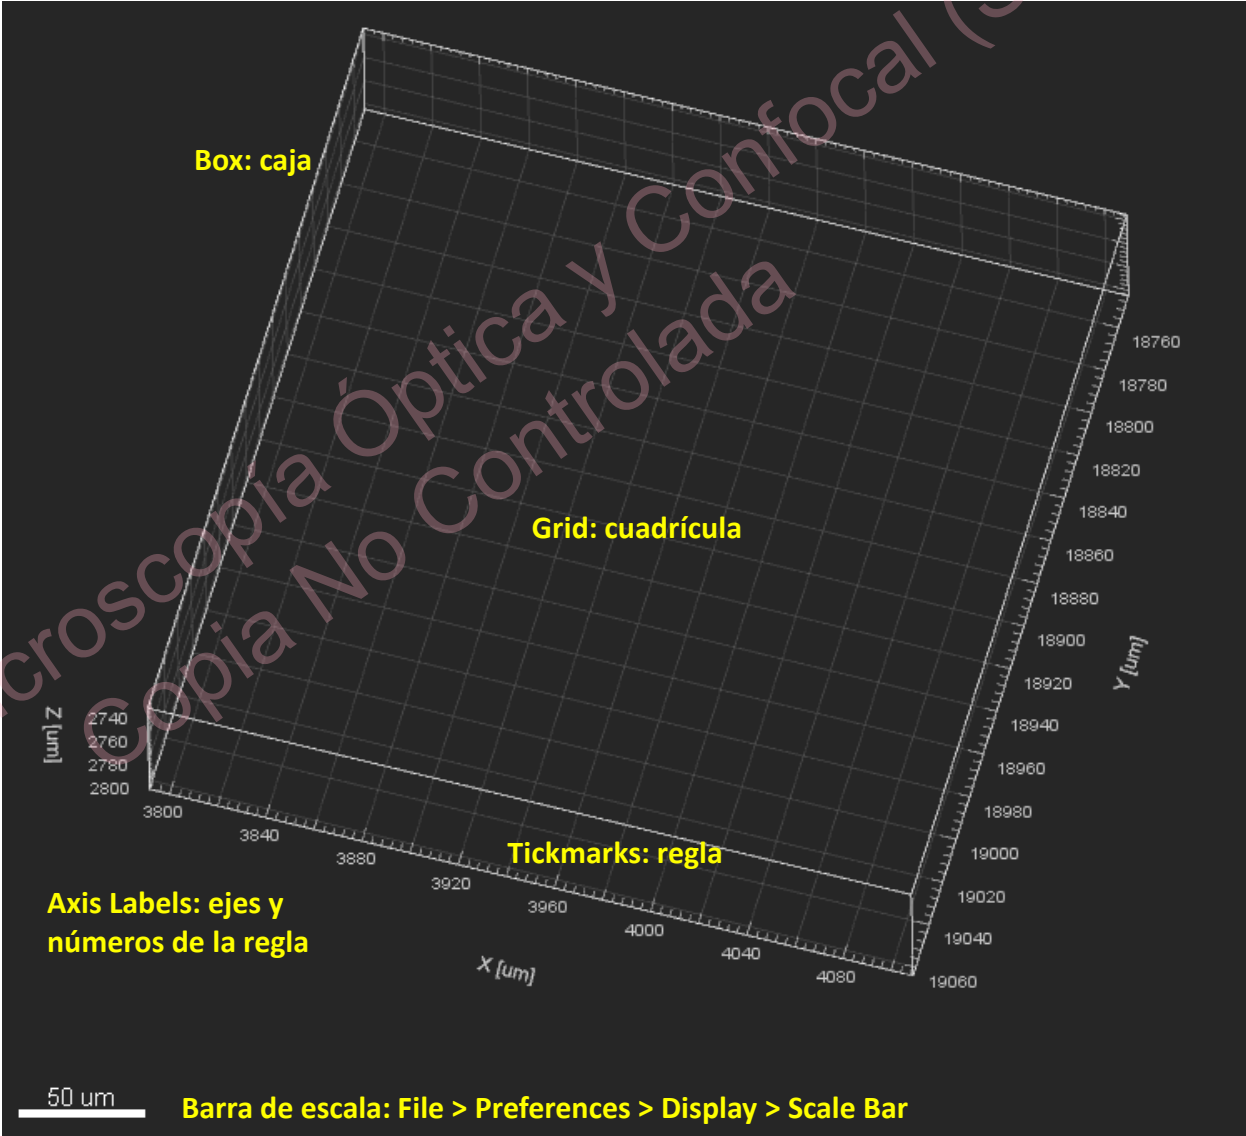 Microscopía Óptica y Confocal (S
Copia No Controlada
Box: caja
18760
18780
18800
18820
18840
Grid: cuadrícula
18860
18880
18900
18920
18940
18960
18980
19000
19020
19040
19060
Y [um]
Z [um]
2740
2760
2780
2800
3800
3840
3880
3920
3960
4000
4040
4080
Tickmarks: regla
X [um]
Axis Labels: ejes y
números de la regla
50 um
Barra de escala: File > Preferences > Display > Scale Bar